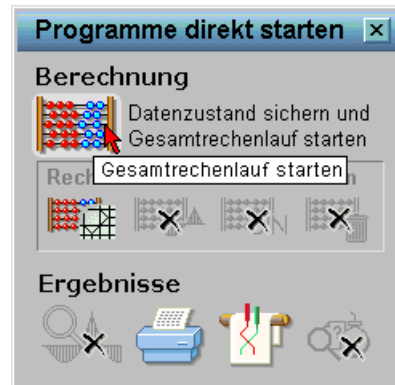 Programme direkt starten
Berechnung
Datenzustand sichern und
Gesamtrechenlauf starten
Gesamtrechenlauf starten
Ergebnisse